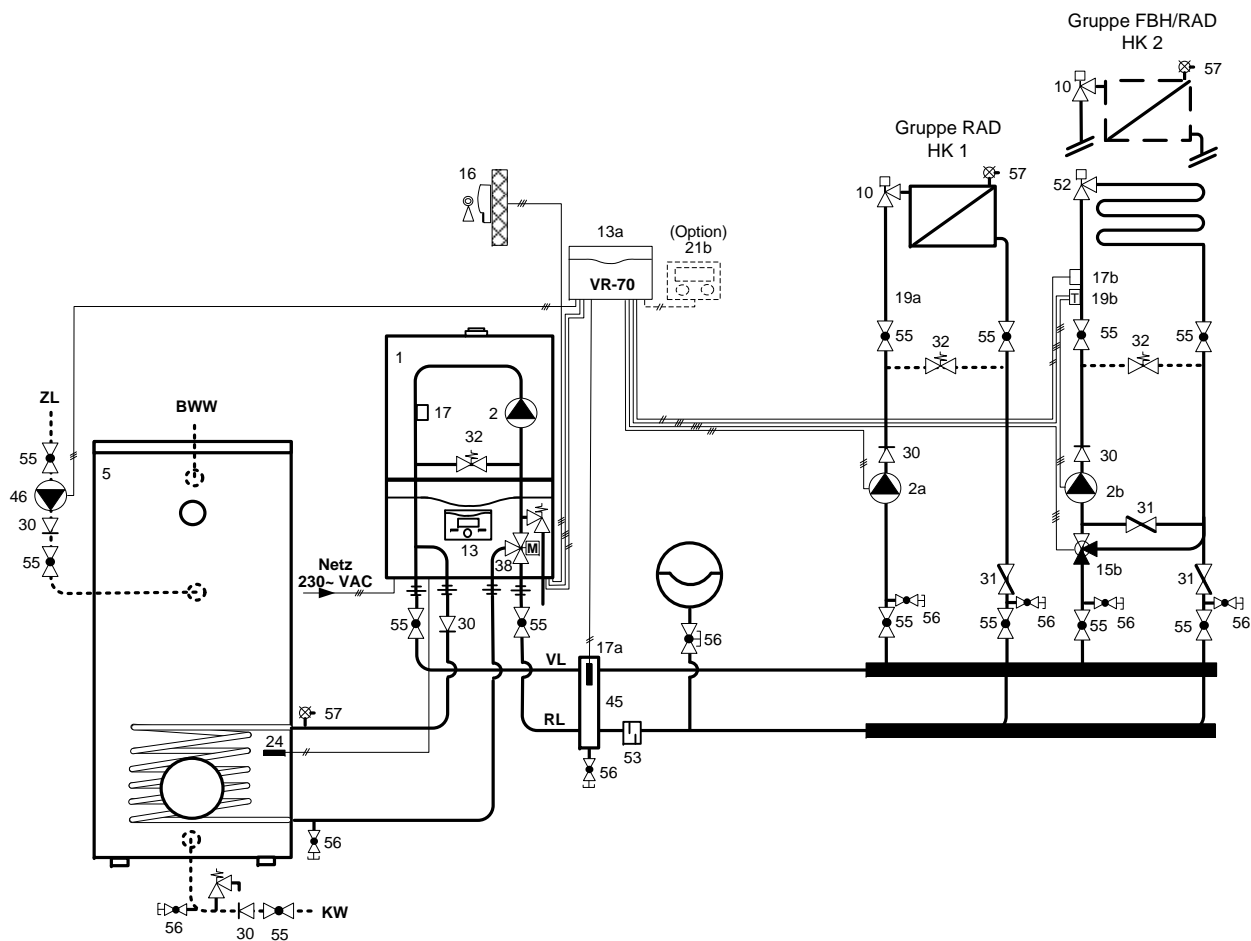 Gruppe FBH/RAD
HK 2
57
10
Gruppe RAD
HK 1
16
57
10
52
13a
(Option)
21b
VR-70
17b
19a
19b
1
55
55
55
55
32
32
ZL
BWW
17
2
32
55
5
30
30
46
2a
2b
31
30
13
M
55
38
15b
Netz
230~ VAC
31
31
55
30
55
56
55
56
55
56
55
56
55
56
17a
VL
45
57
RL
24
53
56
56
56
30
55
KW